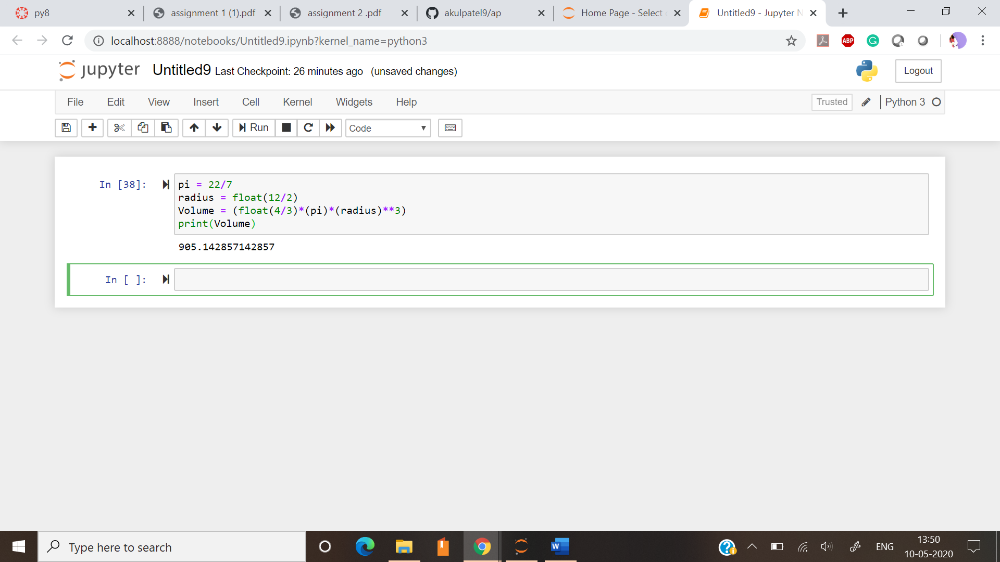 py8
assignment 1 (1).pdf
assignment 2 .pdf
akulpatel9/ap
Home Page - Select
Untitled9 - Jupyter N
localhost:8888/notebooks/Untitled9.ipynb?kernel_name=python3
ABP
jupyter Untitled9 Last Checkpoint: 26 minutes ago (unsaved changes)
Logout
File Edit View Insert Cell Kernel Widgets Help
Trusted Python 3
Run Code
In [38]: pi = 22/7
radius = float(12/2)
Volume = (float(4/3)*(pi)*(radius)**3)
print(Volume)
905.142857142857
In [ ]:
Type here to search
ENG
13:50
10-05-2020